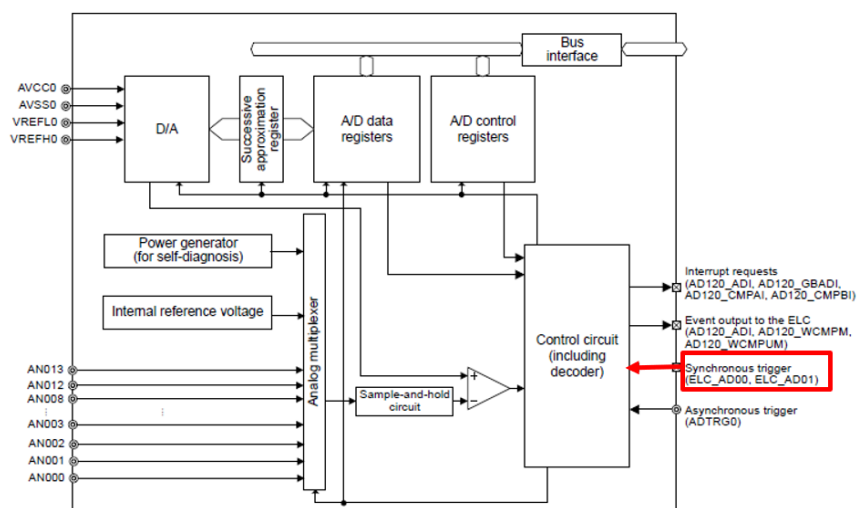 Bus
interface
AVCC0
AVSS0
VREFL0
VREFH0
D/A
Successive
approximation
register
A/D data
registers
A/D control
registers
Power generator
(for self-diagnosis)
Internal reference voltage
Analog multiplexer
Control circuit
(including
decoder)
Interrupt requests
(AD120_ADI, AD120_GBADI,
AD120_CMPAI, AD120_CMPBI)
Event output to the ELC
(AD120_ADI, AD120_WCMPM,
AD120_WCMPUM)
Synchronous trigger
(ELC_AD00, ELC_AD01)
Asynchronous trigger
(ADTRG0)
AN013
AN012
AN008
AN003
AN002
AN001
AN000
Sample-and-hold
circuit
+
−